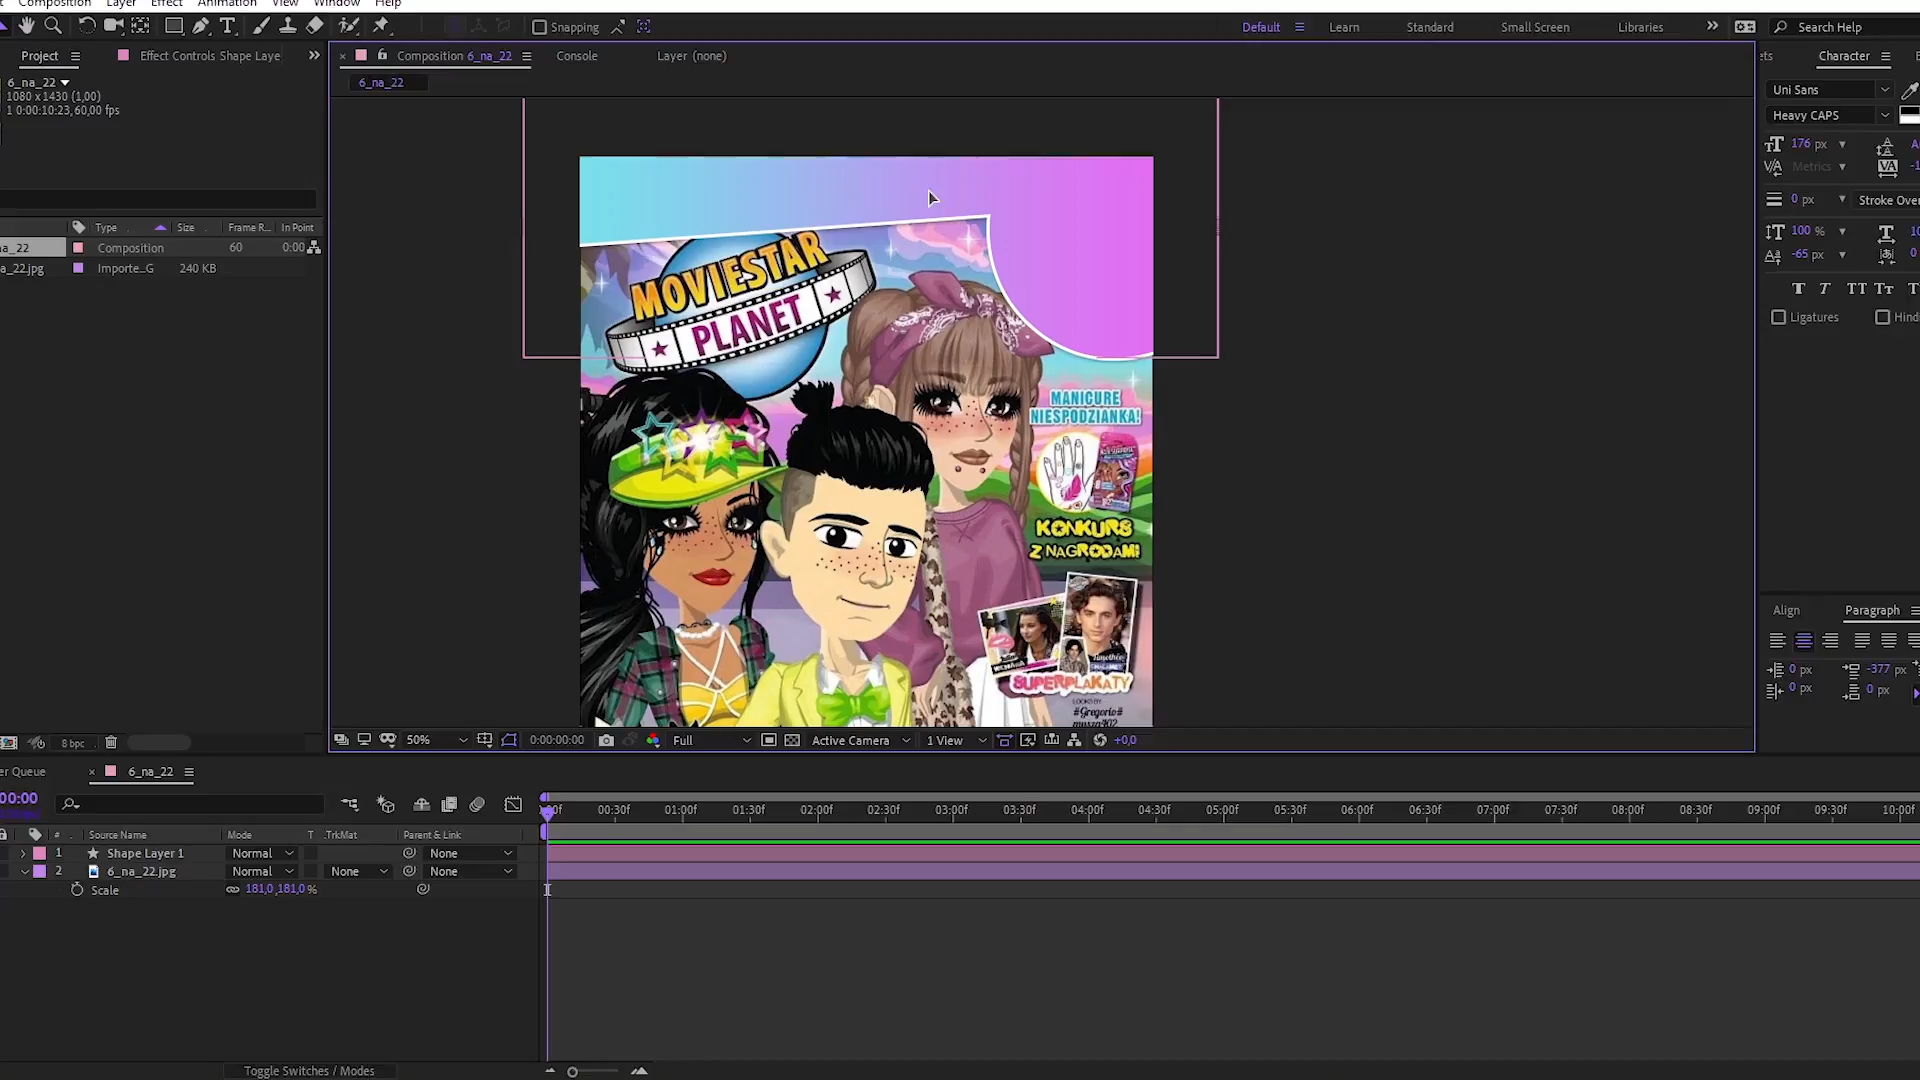 Composition Layer Effect Animation View Window Help
Snapping
Default Learn Standard Small Screen Libraries Search Help
Project Effect Controls Shape Laye
Composition 6_na_22 Console Layer (none)
Character
6_na_22
1080 x 1430 (1,00)
0:00:10:23, 60,00 fps
6_na_22
Uni Sans
Heavy CAPS
176 px
Metrics
0 px Stroke Over
100 %
-65 px
Ligatures Hindi
Type Size Frame R... In Point
na_22 Composition 60 0:00
a_22.jpg Importe_G 240 KB
MOVIESTAR
PLANET
MANICURE
NIESPODZIANKA!
KONKURS
Z NAGRODAMI
SUPERPLAKATY
LOOKS BY
#Gregorio#
Align Paragraph
0 px -377 px
0 px 0 px
8 bpc
50% 0:00:00:00 Full Active Camera 1 View +0,0
er Queue 6_na_22
00:00
00:30f 01:00f 01:30f 02:00f 02:30f 03:00f 03:30f 04:00f 04:30f 05:00f 05:30f 06:00f 06:30f 07:00f 07:30f 08:00f 08:30f 09:00f 09:30f 10:00f
# Source Name Mode T .TrkMat Parent & Link
1 Shape Layer 1 Normal None
2 6_na_22.jpg Normal None None
Scale 181,0,181,0 %
Toggle Switches / Modes